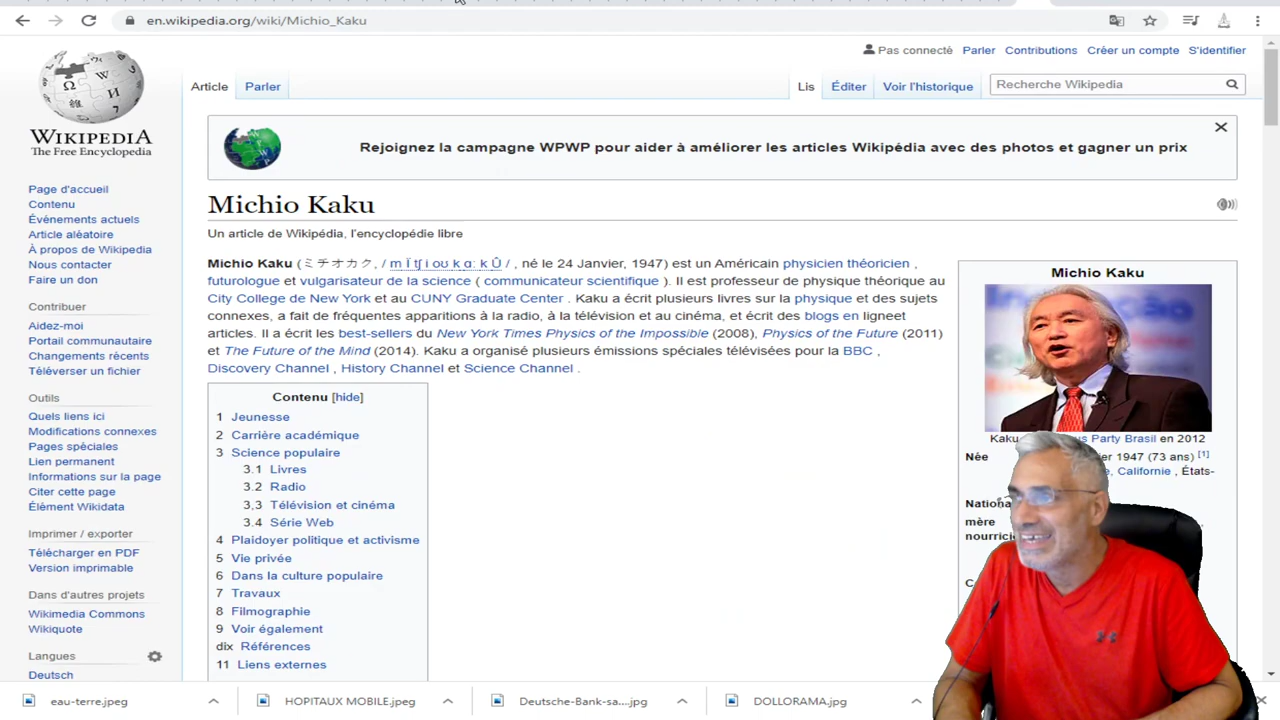 en.wikipedia.org/wiki/Michio_Kaku
Pas connecté Parler Contributions Créer un compte S'identifier
Article Parler Lis Éditer Voir l'historique Recherche Wikipedia
WIKIPEDIA
The Free Encyclopedia
Rejoignez la campagne WPWP pour aider à améliorer les articles Wikipédia avec des photos et gagner un prix
Page d'accueil
Contenu
Événements actuels
Article aléatoire
À propos de Wikipedia
Nous contacter
Faire un don
Contribuer
Aidez-moi
Portail communautaire
Changements récents
Téléverser un fichier
Outils
Quels liens ici
Modifications connexes
Pages spéciales
Lien permanent
Informations sur la page
Citer cette page
Élément Wikidata
Imprimer / exporter
Télécharger en PDF
Version imprimable
Dans d'autres projets
Wikimedia Commons
Wikiquote
Langues
Deutsch
Michio Kaku
Un article de Wikipédia, l'encyclopédie libre
Michio Kaku (ミチオカク, / m Ï tʃ i oʊ k ɑː k Û / , né le 24 Janvier, 1947) est un Américain physicien théoricien ,
futurologue et vulgarisateur de la science ( communicateur scientifique ). Il est professeur de physique théorique au
City College de New York et au CUNY Graduate Center . Kaku a écrit plusieurs livres sur la physique et des sujets
connexes, a fait de fréquentes apparitions à la radio, à la télévision et au cinéma, et écrit des blogs en ligneet
articles. Il a écrit les best-sellers du New York Times Physics of the Impossible (2008), Physics of the Future (2011)
et The Future of the Mind (2014). Kaku a organisé plusieurs émissions spéciales télévisées pour la BBC ,
Discovery Channel , History Channel et Science Channel .
Contenu [hide]
1 Jeunesse
2 Carrière académique
3 Science populaire
3.1 Livres
3.2 Radio
3,3 Télévision et cinéma
3.4 Série Web
4 Plaidoyer politique et activisme
5 Vie privée
6 Dans la culture populaire
7 Travaux
8 Filmographie
9 Voir également
dix Références
11 Liens externes
Michio Kaku
Kaku Party Brasil en 2012
Née 1947 (73 ans) [1]
Californie , États-
mère
eau-terre.jpeg HOPITAUX MOBILE.jpeg Deutsche-Bank-sa....jpg DOLLORAMA.jpg